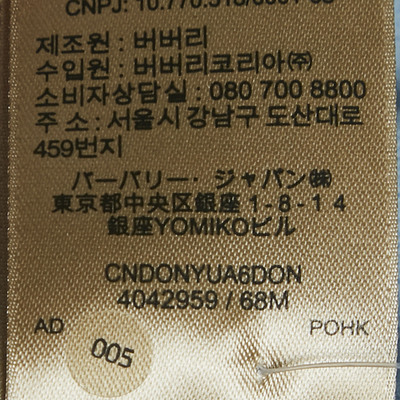 CNPJ: 10.770.
제조원 : 버버리
수입원 : 버버리코리아㈜
소비자상담실 : 080 700 8800
주 소 : 서울시 강남구 도산대로
459번지
バーバリー・ジャパン㈱
東京都中央区銀座 1-8-14
銀座YOMIKOビル
CNDONYUA6DON
4042959 / 68M
AD
005
POHK